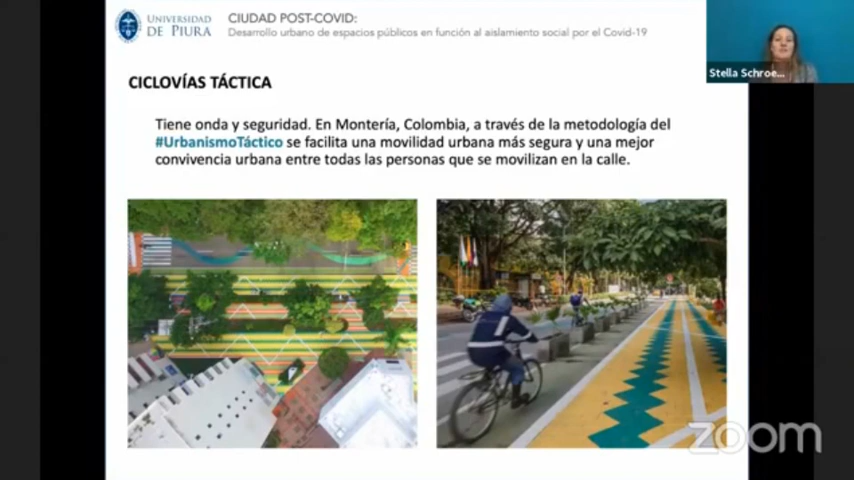 UNIVERSIDAD
DE PIURA
CIUDAD POST-COVID:
Desarrollo urbano de espacios públicos en función al aislamiento social por el Covid-19
Stella Schroe...
CICLOVÍAS TÁCTICA
Tiene onda y seguridad. En Montería, Colombia, a través de la metodología del
#UrbanismoTáctico se facilita una movilidad urbana más segura y una mejor
convivencia urbana entre todas las personas que se movilizan en la calle.
zoom